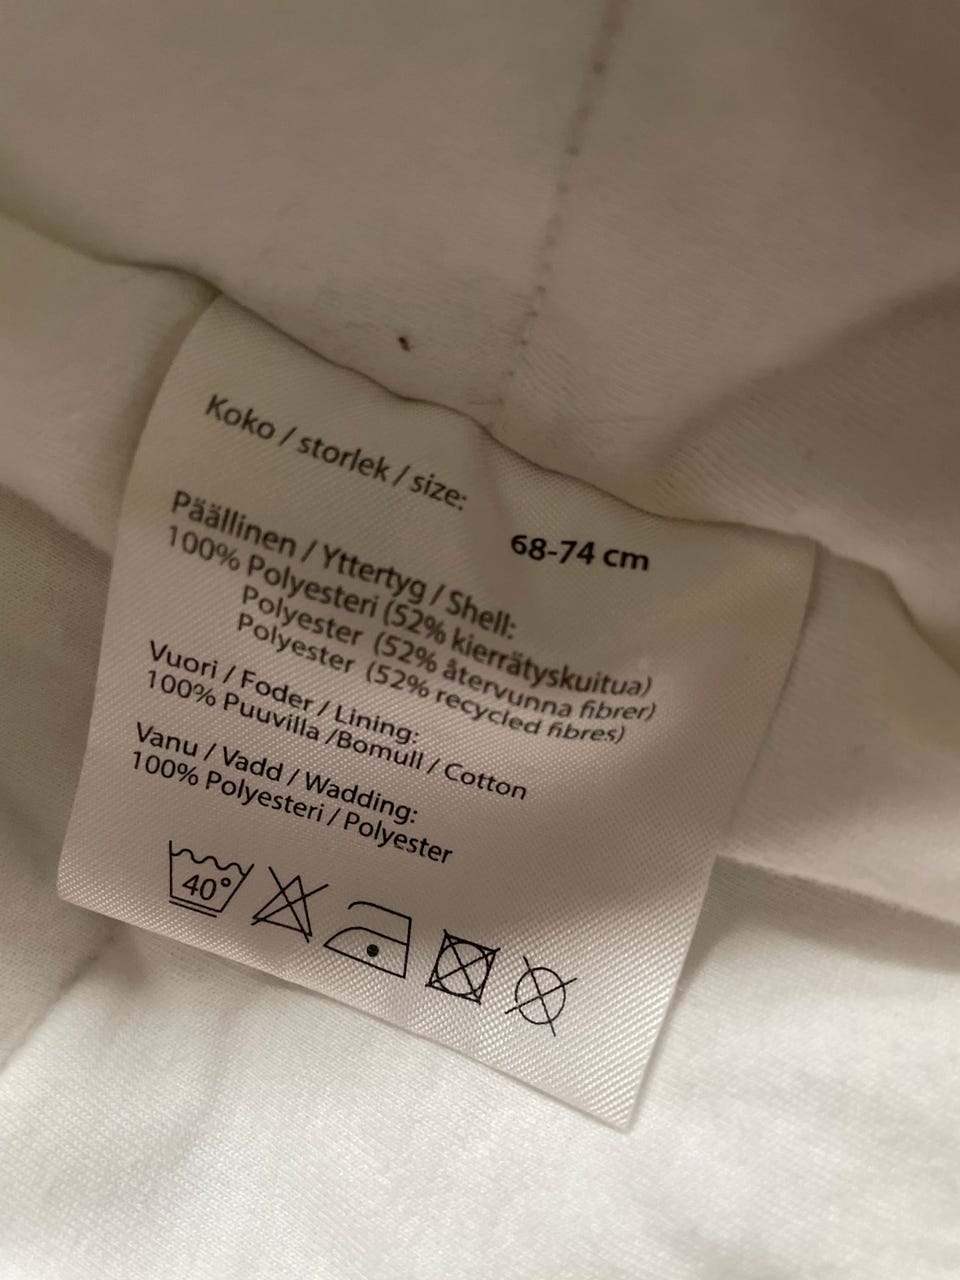 Koko / storlek / size:
68-74 cm
Päällinen / Yttertyg / Shell:
100% Polyesteri (52% kierrätyskuitua)
Polyester (52% återvunna fibrer)
Polyester (52% recycled fibres)
Vuori / Foder / Lining:
100% Puuvilla /Bomull / Cotton
Vanu / Vadd / Wadding:
100% Polyesteri / Polyester
40°